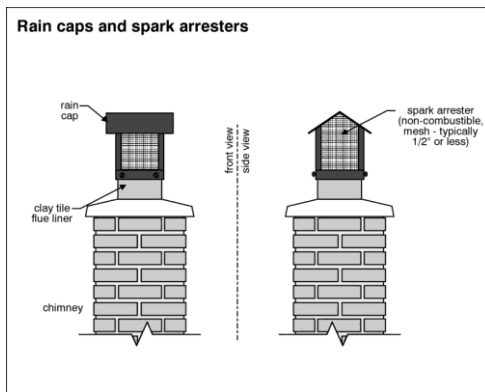 Rain caps and spark arresters
rain
cap
clay tile
flue liner
chimney
front view
side view
spark arrester
(non-combustible,
mesh - typically
1/2" or less)